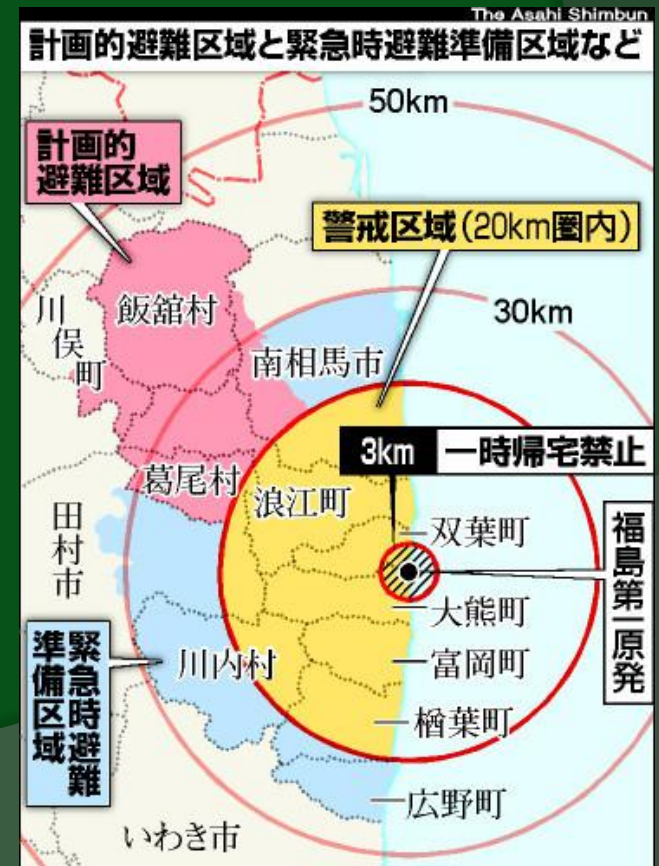 The Asahi Shimbun
計画的避難区域と緊急時避難準備区域など
50km
計画的
避難区域
警戒区域(20km圏内)
30km
飯舘村
川俣町
南相馬市
3km 一時帰宅禁止
葛尾村
浪江町
双葉町
田村市
福島第一原発
大熊町
緊急時避難
準備区域
川内村
富岡町
楢葉町
広野町
いわき市